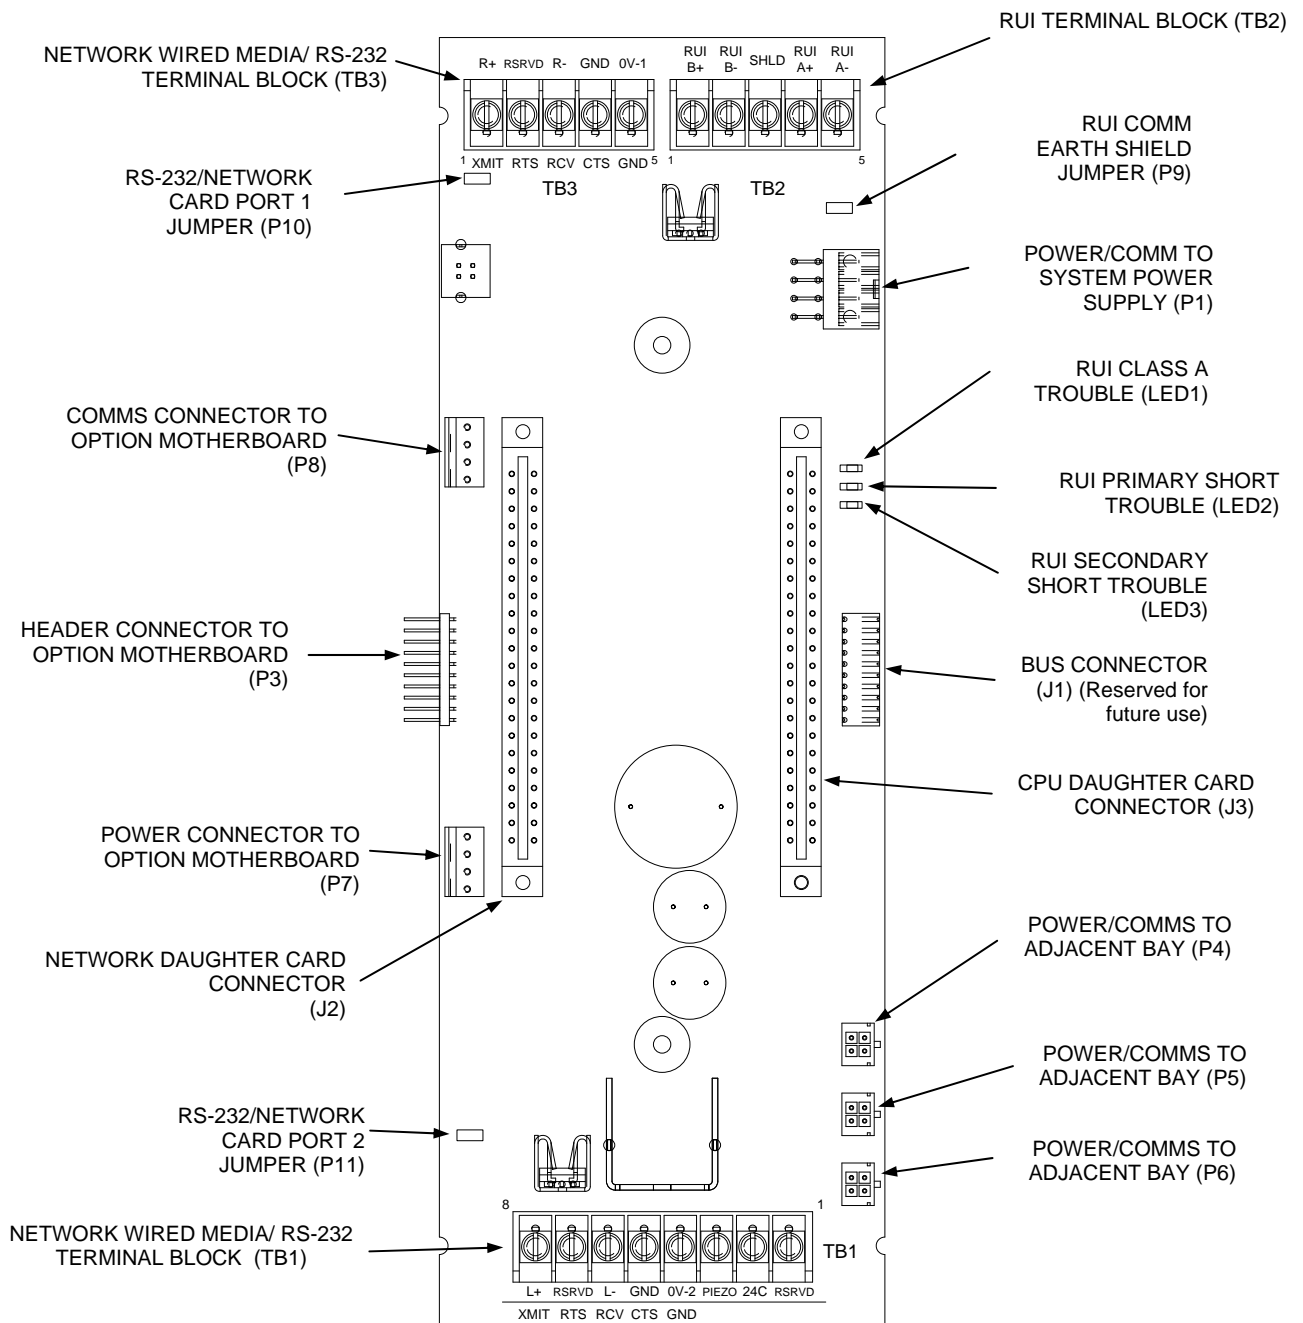 RUI TERMINAL BLOCK (TB2)
NETWORK WIRED MEDIA/ RS-232
TERMINAL BLOCK (TB3)
R+ RSRVD R- GND 0V-1
RUI RUI SHLD RUI RUI
B+ B- A+ A-
1 XMIT RTS RCV CTS GND 5
1 5
TB3
TB2
RS-232/NETWORK
CARD PORT 1
JUMPER (P10)
RUI COMM
EARTH SHIELD
JUMPER (P9)
POWER/COMM TO
SYSTEM POWER
SUPPLY (P1)
RUI CLASS A
TROUBLE (LED1)
COMMS CONNECTOR TO
OPTION MOTHERBOARD
(P8)
RUI PRIMARY SHORT
TROUBLE (LED2)
RUI SECONDARY
SHORT TROUBLE
(LED3)
HEADER CONNECTOR TO
OPTION MOTHERBOARD
(P3)
BUS CONNECTOR
(J1) (Reserved for
future use)
CPU DAUGHTER CARD
CONNECTOR (J3)
POWER CONNECTOR TO
OPTION MOTHERBOARD
(P7)
NETWORK DAUGHTER CARD
CONNECTOR
(J2)
POWER/COMMS TO
ADJACENT BAY (P4)
POWER/COMMS TO
ADJACENT BAY (P5)
RS-232/NETWORK
CARD PORT 2
JUMPER (P11)
POWER/COMMS TO
ADJACENT BAY (P6)
8 1
NETWORK WIRED MEDIA/ RS-232
TERMINAL BLOCK (TB1)
TB1
L+ RSRVD L- GND 0V-2 PIEZO 24C RSRVD
XMIT RTS RCV CTS GND